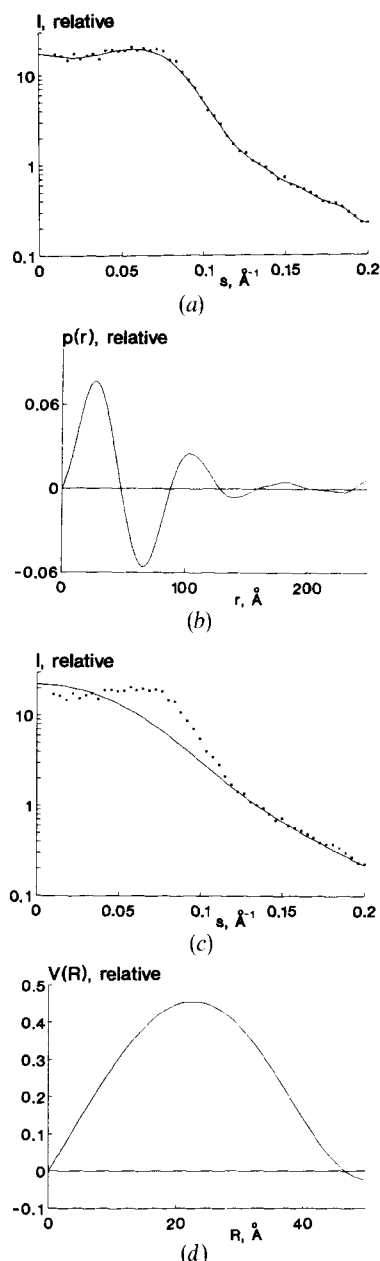 I, relative
10
1
0.1
0 0.05 0.1 0.15 0.2
s, Å⁻¹
(a)
p(r), relative
0.06
0
-0.06
0 100 200
r, Å
(b)
I, relative
10
1
0.1
0 0.05 0.1 0.15 0.2
s, Å⁻¹
(c)
V(R), relative
0.5
0.4
0.3
0.2
0.1
0
-0.1
0 20 40
R, Å
(d)